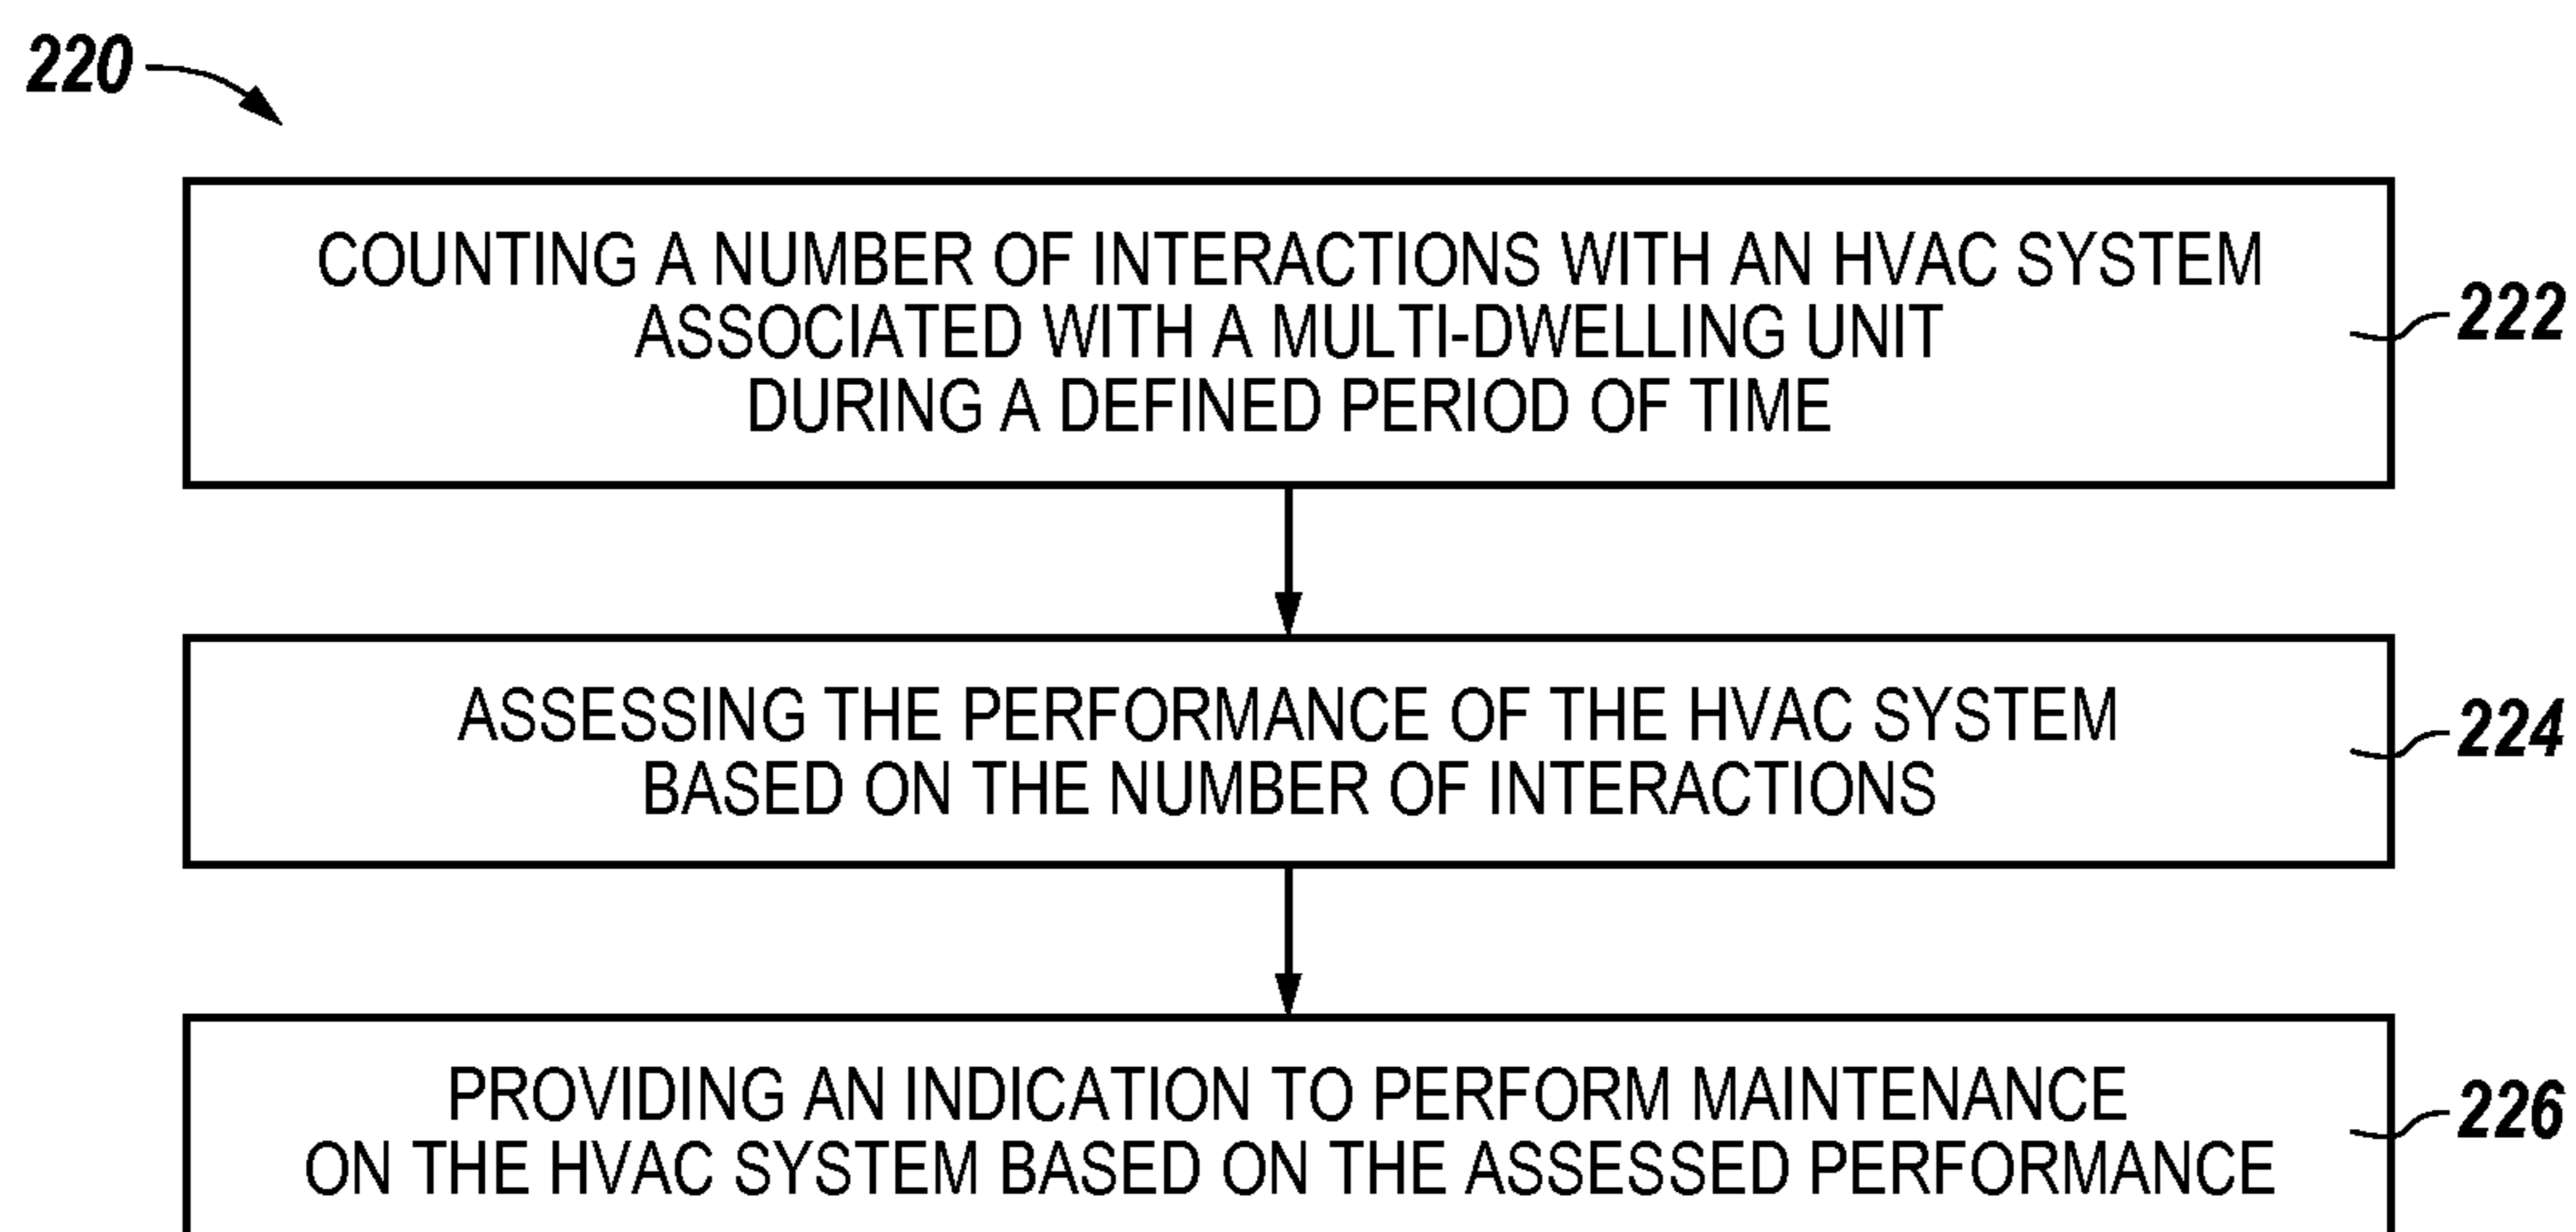 220
COUNTING A NUMBER OF INTERACTIONS WITH AN HVAC SYSTEM
ASSOCIATED WITH A MULTI-DWELLING UNIT
DURING A DEFINED PERIOD OF TIME
222
ASSESSING THE PERFORMANCE OF THE HVAC SYSTEM
BASED ON THE NUMBER OF INTERACTIONS
224
PROVIDING AN INDICATION TO PERFORM MAINTENANCE
ON THE HVAC SYSTEM BASED ON THE ASSESSED PERFORMANCE
226